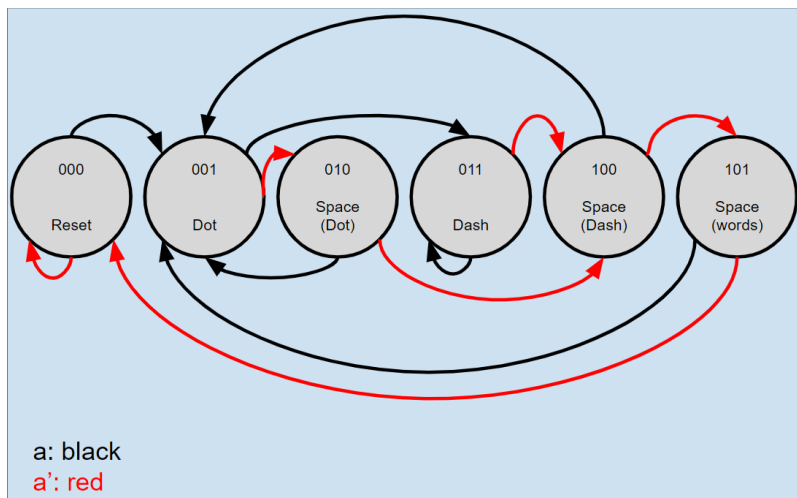 000
001
010
011
100
101
Reset
Dot
Space
(Dot)
Dash
Space
(Dash)
Space
(words)
a: black
a’: red